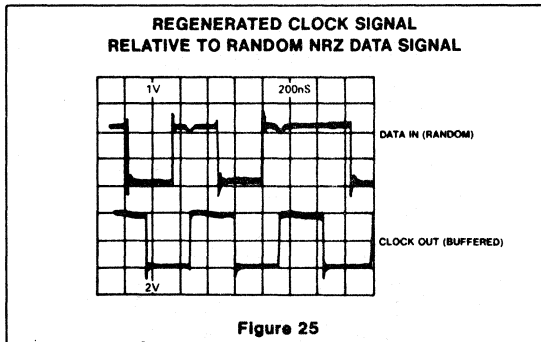 REGENERATED CLOCK SIGNAL
RELATIVE TO RANDOM NRZ DATA SIGNAL
1V 200nS
DATA IN (RANDOM)
CLOCK OUT (BUFFERED)
2V
Figure 25